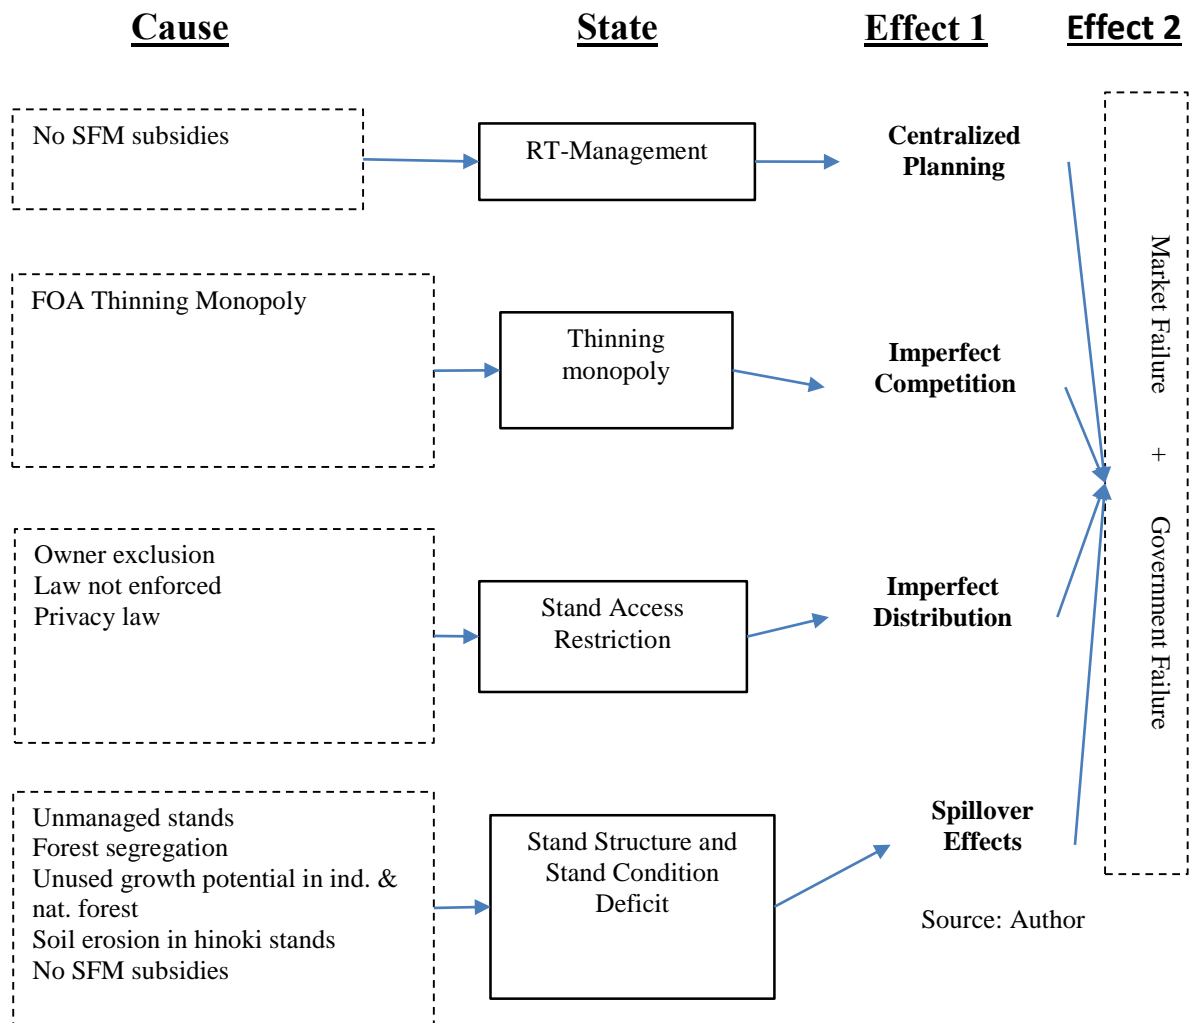 Cause State Effect 1 Effect 2
No SFM subsidies
RT-Management
Centralized
Planning
FOA Thinning Monopoly
Thinning
monopoly
Imperfect
Competition
Owner exclusion
Law not enforced
Privacy law
Stand Access
Restriction
Imperfect
Distribution
Unmanaged stands
Forest segregation
Unused growth potential in ind. &
nat. forest
Soil erosion in hinoki stands
No SFM subsidies
Stand Structure and
Stand Condition
Deficit
Spillover
Effects
Market Failure + Government Failure
Source: Author